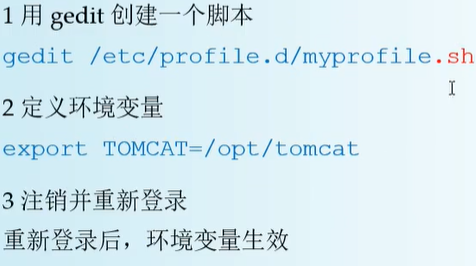 1 用 gedit 创建一个脚本
gedit /etc/profile.d/myprofile.sh
2 定义环境变量
export TOMCAT=/opt/tomcat
3 注销并重新登录
重新登录后，环境变量生效